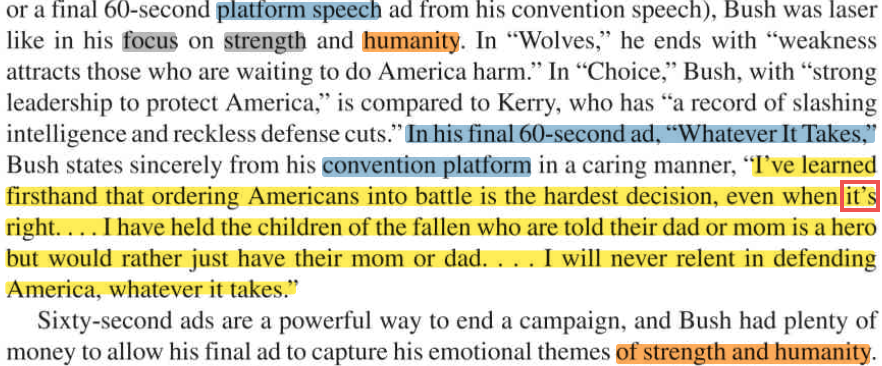 or a final 60-second platform speech ad from his convention speech), Bush was laser
like in his focus on strength and humanity. In “Wolves,” he ends with “weakness
attracts those who are waiting to do America harm.” In “Choice,” Bush, with “strong
leadership to protect America,” is compared to Kerry, who has “a record of slashing
intelligence and reckless defense cuts.” In his final 60-second ad, “Whatever It Takes,”
Bush states sincerely from his convention platform in a caring manner, “I’ve learned
firsthand that ordering Americans into battle is the hardest decision, even when it’s
right. . . . I have held the children of the fallen who are told their dad or mom is a hero
but would rather just have their mom or dad. . . . I will never relent in defending
America, whatever it takes.”
Sixty-second ads are a powerful way to end a campaign, and Bush had plenty of
money to allow his final ad to capture his emotional themes of strength and humanity.